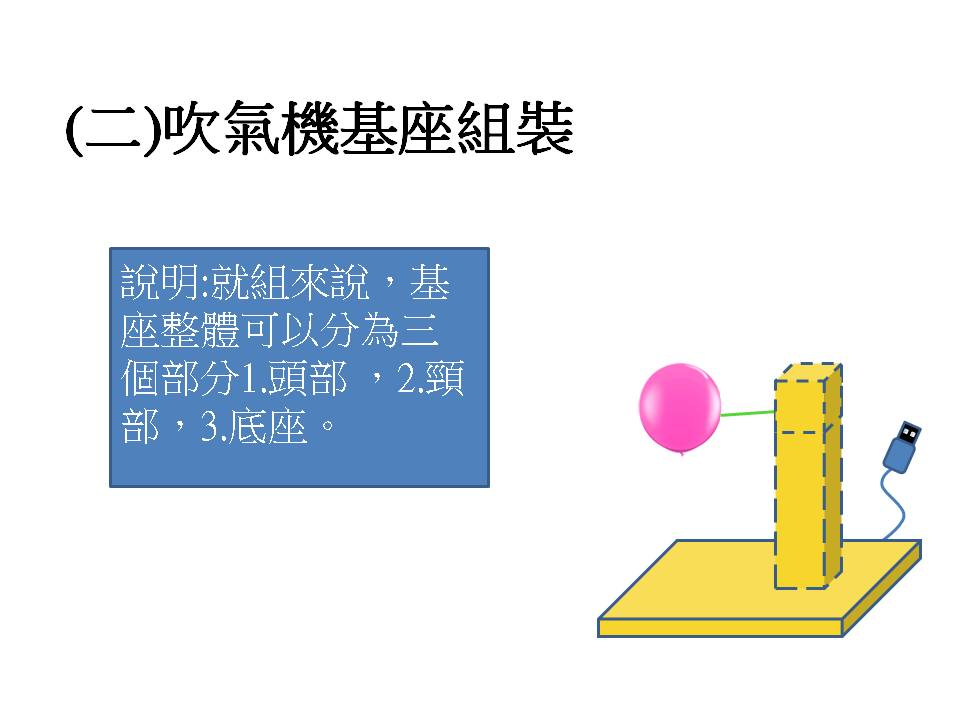 (二)吹氣機基座組裝
說明:就組來說，基
座整體可以分為三
個部分1.頭部 ，2.頸
部，3.底座。